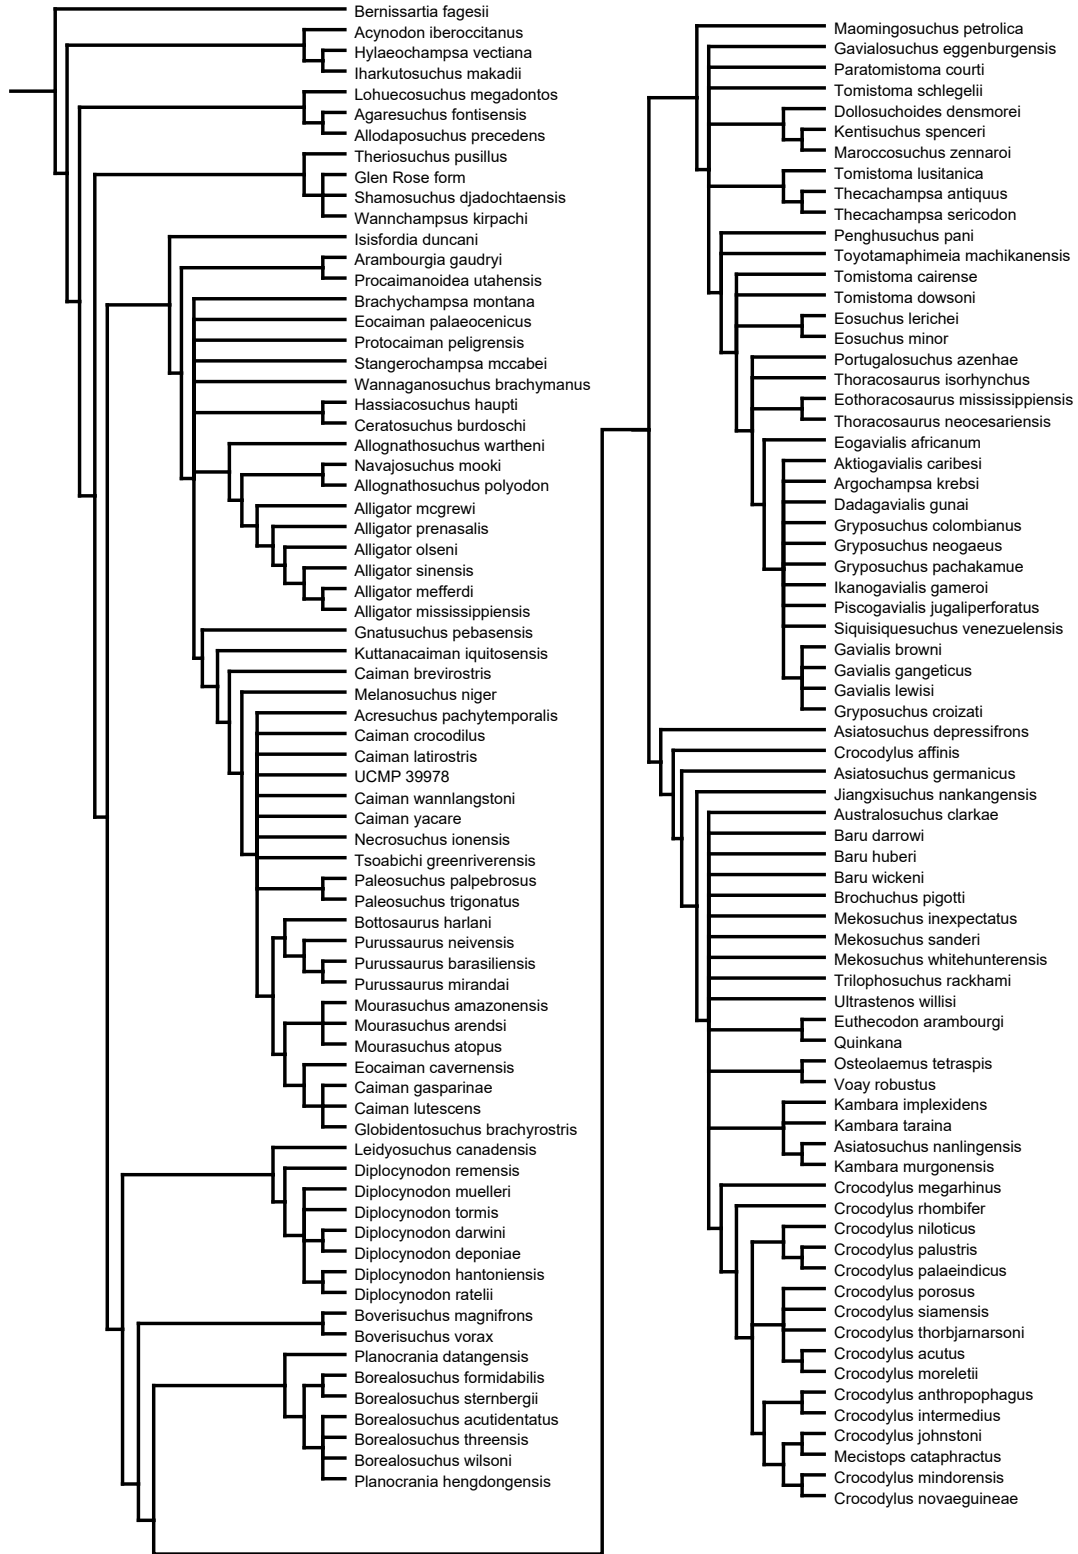 Bernissartia fagesii
Acynodon iberoccitanus
Hylaeochampsa vectiana
Iharkutosuchus makadii
Lohuecosuchus megadontos
Agaresuchus fontisensis
Allodaposuchus precedens
Theriosuchus pusillus
Glen Rose form
Shamosuchus djadochtaensis
Wannchampsus kirpachi
Isisfordia duncani
Arambourgia gaudryi
Procaimanoidea utahensis
Brachychampsa montana
Eocaiman palaeocenicus
Protocaiman peligrensis
Stangerochampsa mccabei
Wannaganosuchus brachymanus
Hassiacosuchus haupti
Ceratosuchus burdoschi
Allognathosuchus wartheni
Navajosuchus mooki
Allognathosuchus polyodon
Alligator mcgrewi
Alligator prenasalis
Alligator olseni
Alligator sinensis
Alligator mefferdi
Alligator mississippiensis
Gnatusuchus pebasensis
Kuttanacaiman iquitosensis
Caiman brevirostris
Melanosuchus niger
Acresuchus pachytemporalis
Caiman crocodilus
Caiman latirostris
UCMP 39978
Caiman wannlangstoni
Caiman yacare
Necrosuchus ionensis
Tsoabichi greenriverensis
Paleosuchus palpebrosus
Paleosuchus trigonatus
Bottosaurus harlani
Purussaurus neivensis
Purussaurus barasiliensis
Purussaurus mirandai
Mourasuchus amazonensis
Mourasuchus arendsi
Mourasuchus atopus
Eocaiman cavernensis
Caiman gasparinae
Caiman lutescens
Globidentosuchus brachyrostris
Leidyosuchus canadensis
Diplocynodon remensis
Diplocynodon muelleri
Diplocynodon tormis
Diplocynodon darwini
Diplocynodon deponiae
Diplocynodon hantoniensis
Diplocynodon ratelii
Boverisuchus magnifrons
Boverisuchus vorax
Planocrania datangensis
Borealosuchus formidabilis
Borealosuchus sternbergii
Borealosuchus acutidentatus
Borealosuchus threensis
Borealosuchus wilsoni
Planocrania hengdongensis
Maomingosuchus petrolica
Gavialosuchus eggenburgensis
Paratomistoma courti
Tomistoma schlegelii
Dollosuchoides densmorei
Kentisuchus spenceri
Maroccosuchus zennaroi
Tomistoma lusitanica
Thecachampsa antiquus
Thecachampsa sericodon
Penghusuchus pani
Toyotamaphimeia machikanensis
Tomistoma cairense
Tomistoma dowsoni
Eosuchus lerichei
Eosuchus minor
Portugalosuchus azenhae
Thoracosaurus isorhynchus
Eothoracosaurus mississippiensis
Thoracosaurus neocesariensis
Eogavialis africanum
Aktiogavialis caribesi
Argochampsa krebsi
Dadagavialis gunai
Gryposuchus colombianus
Gryposuchus neogaeus
Gryposuchus pachakamue
Ikanogavialis gameroi
Piscogavialis jugaliperforatus
Siquisiquesuchus venezuelensis
Gavialis browni
Gavialis gangeticus
Gavialis lewisi
Gryposuchus croizati
Asiatosuchus depressifrons
Crocodylus affinis
Asiatosuchus germanicus
Jiangxisuchus nankangensis
Australosuchus clarkae
Baru darrowi
Baru huberi
Baru wickeni
Brochuchus pigotti
Mekosuchus inexpectatus
Mekosuchus sanderi
Mekosuchus whitehunterensis
Trilophosuchus rackhami
Ultrastenos willisi
Euthecodon arambourgi
Quinkana
Osteolaemus tetraspis
Voay robustus
Kambara implexidens
Kambara taraina
Asiatosuchus nanlingensis
Kambara murgonensis
Crocodylus megarhinus
Crocodylus rhombifer
Crocodylus niloticus
Crocodylus palustris
Crocodylus palaeindicus
Crocodylus porosus
Crocodylus siamensis
Crocodylus thorbjarnarsoni
Crocodylus acutus
Crocodylus moreletii
Crocodylus anthropophagus
Crocodylus intermedius
Crocodylus johnstoni
Mecistops cataphractus
Crocodylus mindorensis
Crocodylus novaeguineae